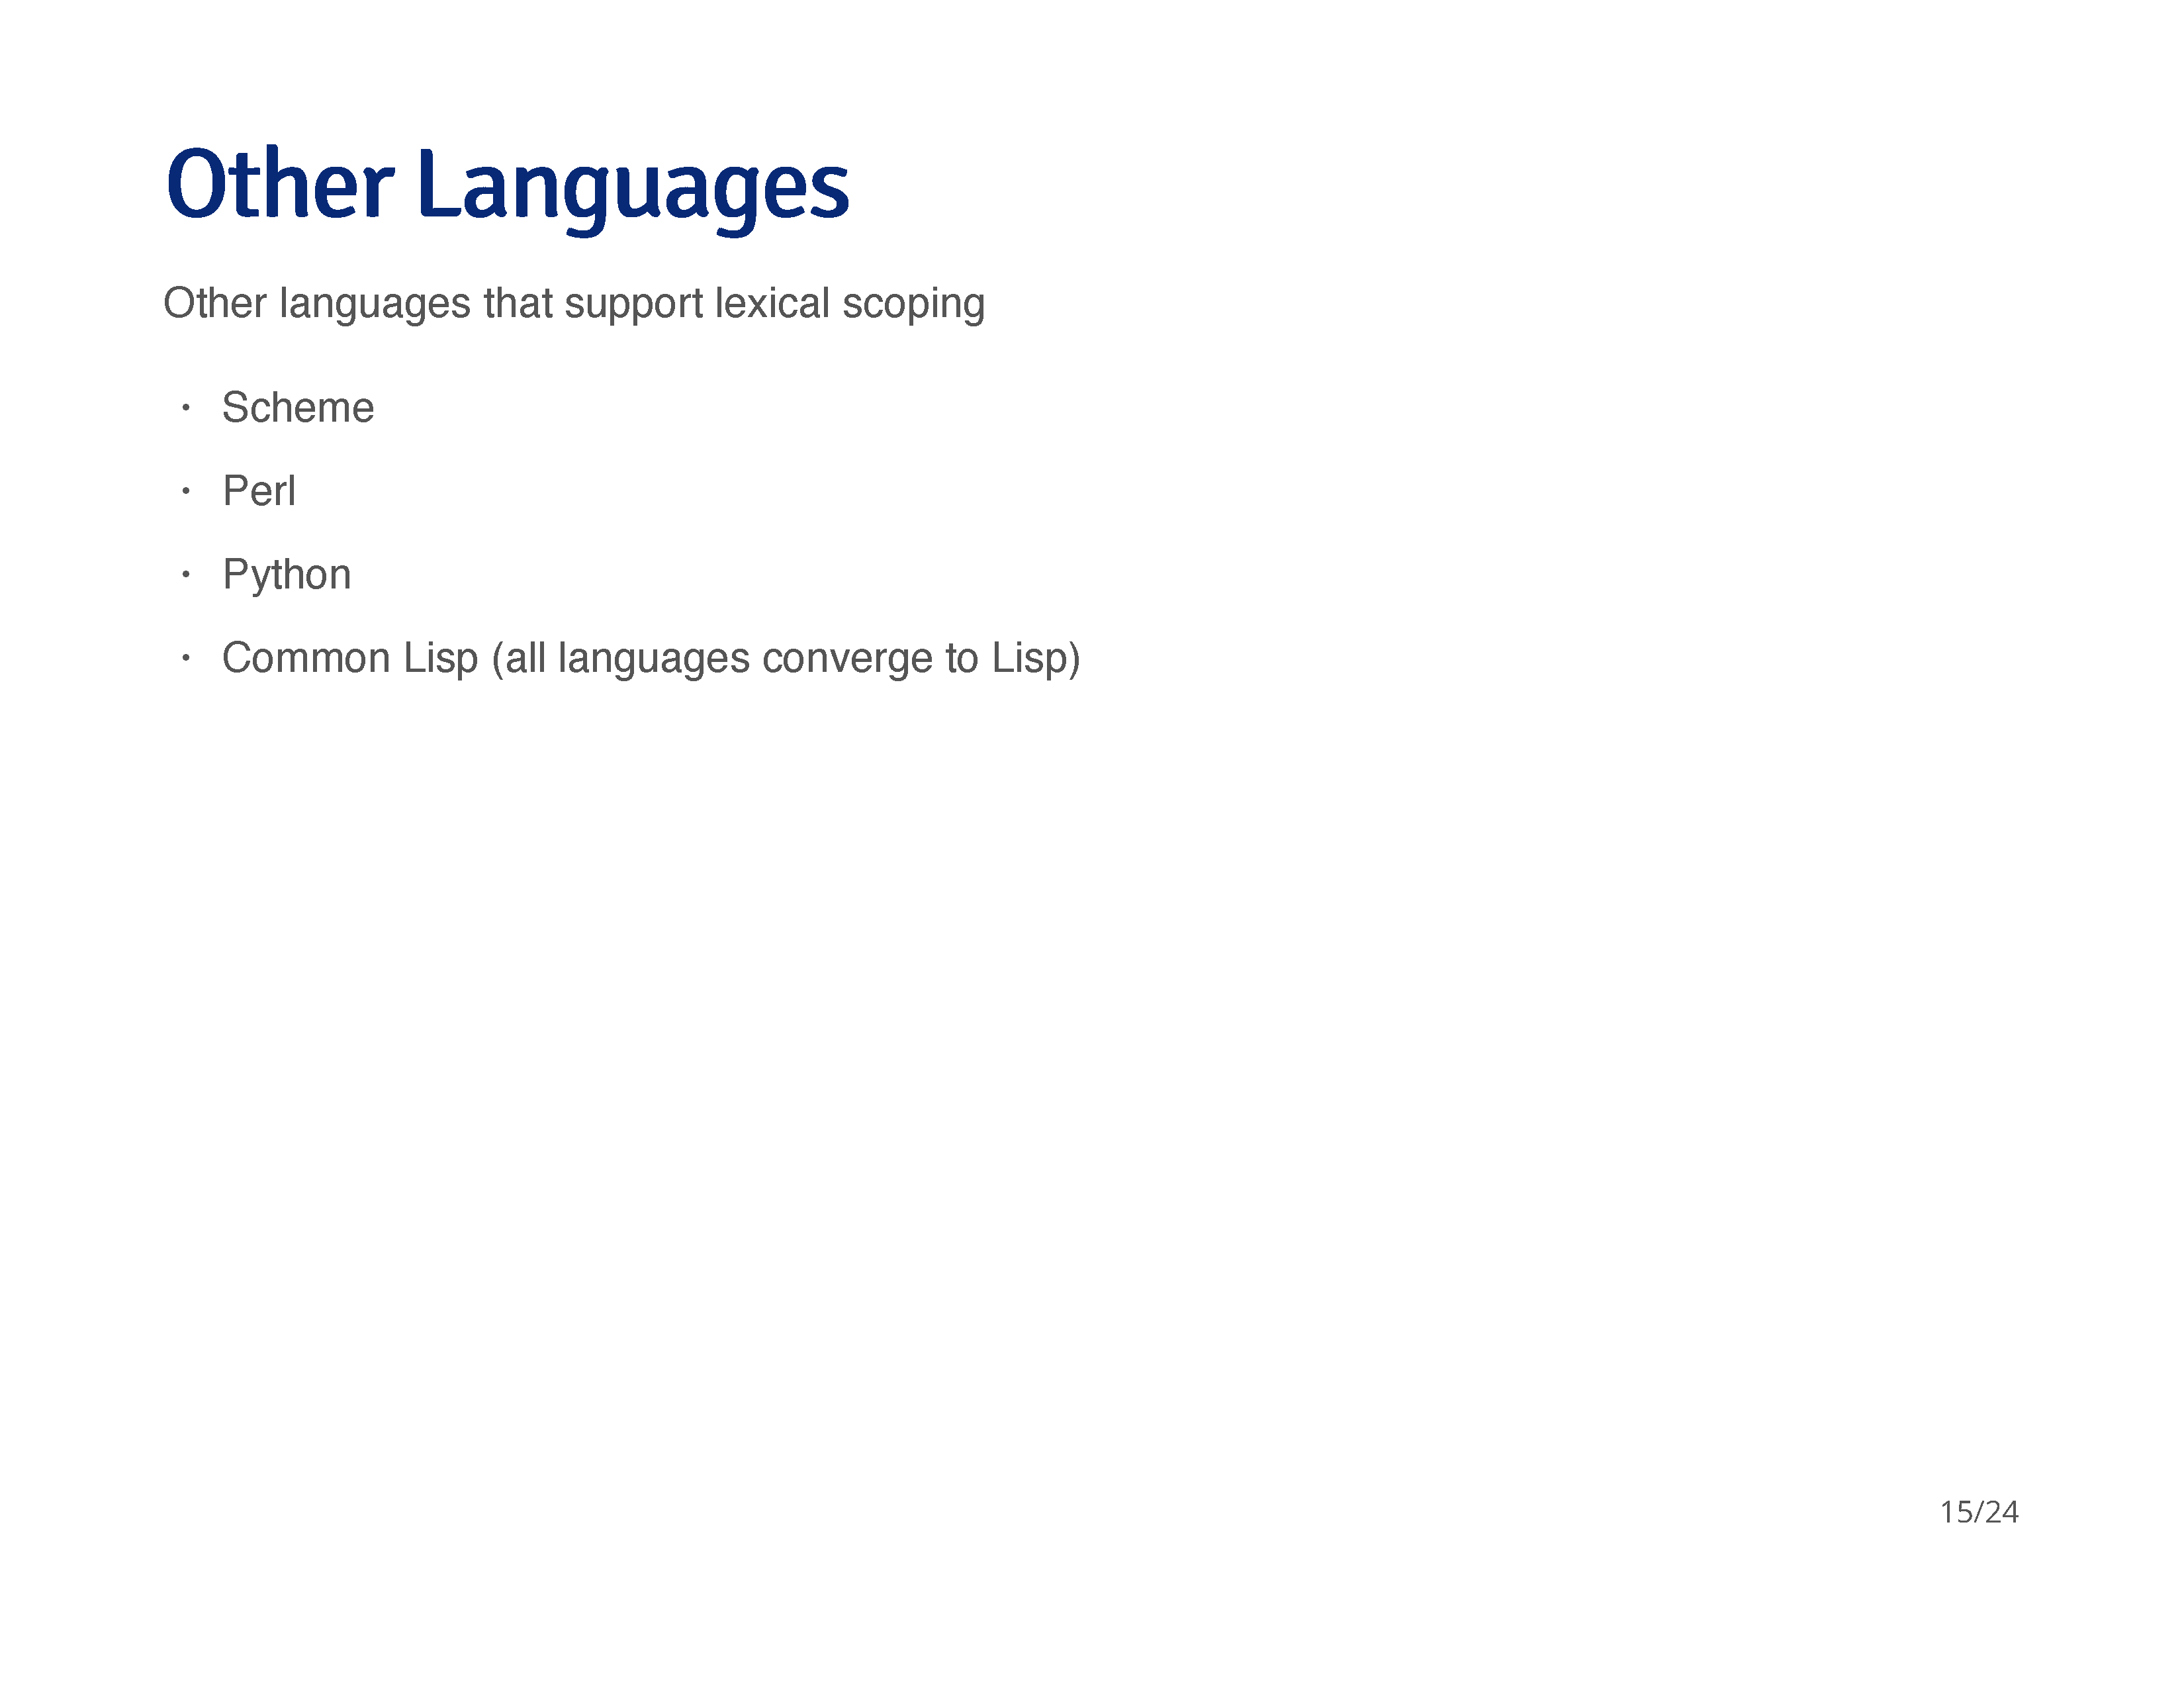 Other Languages
Other languages that support lexical scoping
· Scheme
· Perl
· Python
· Common Lisp (all languages converge to Lisp)
15/24